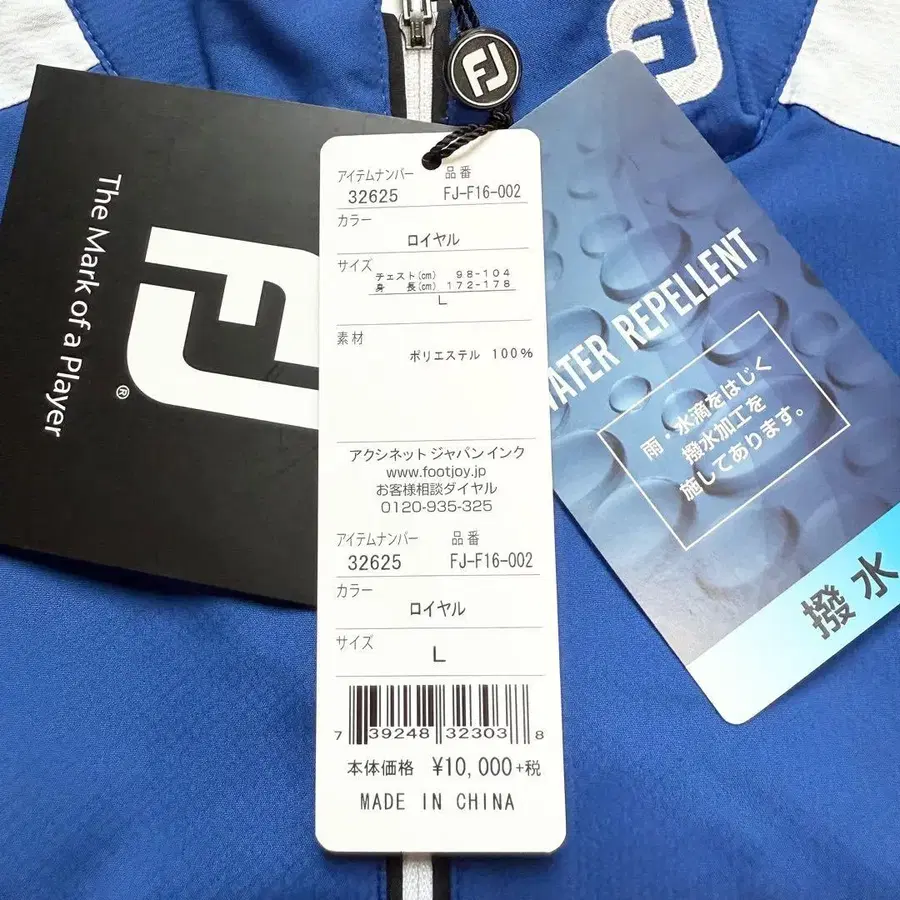 FJ
FJ
The Mark of a Player
®
FJ
アイテムナンバー 品番
32625 FJ-F16-002
カラー
ロイヤル
サイズ
チェスト(cm) 98-104
身 長(cm) 172-178
L
素材
ポリエステル 100%
アクシネット ジャパン インク
www.footjoy.jp
お客様相談ダイヤル
0120-935-325
アイテムナンバー 品番
32625 FJ-F16-002
カラー
ロイヤル
サイズ
L
7 39248 32303 8
本体価格 ¥10,000+税
MADE IN CHINA
WATER REPELLENT
雨・水滴をはじく
撥水加工を
施してあります。
撥水